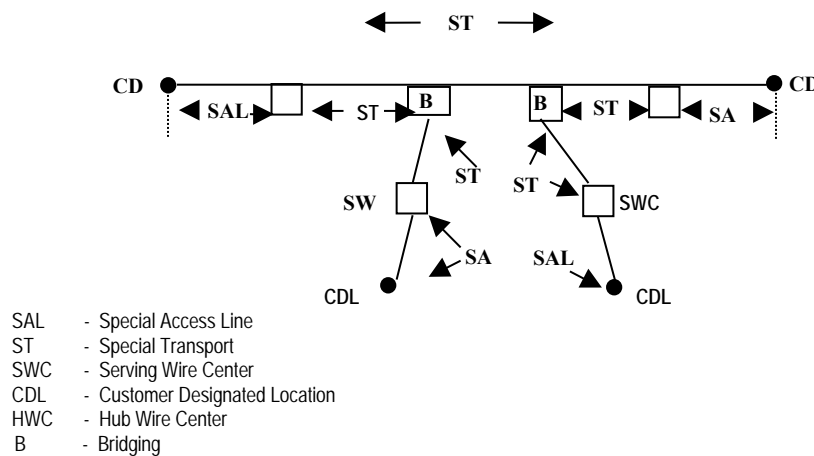 ST
CD
CD
B
B
SAL
ST
ST
SA
ST
ST
SW
SWC
SA
SAL
CDL
CDL
SAL - Special Access Line
ST - Special Transport
SWC - Serving Wire Center
CDL - Customer Designated Location
HWC - Hub Wire Center
B - Bridging